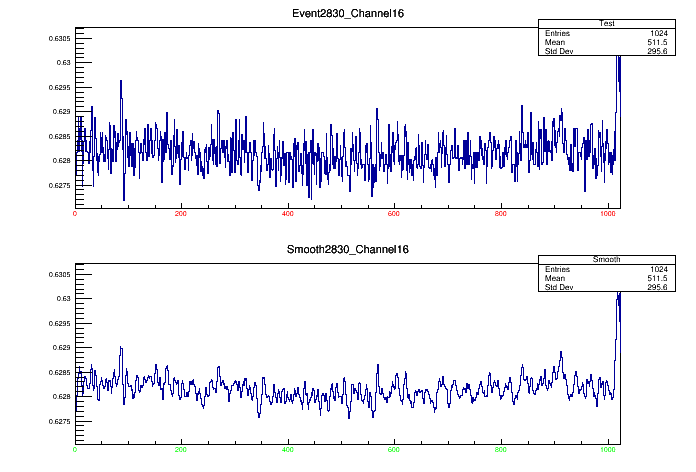 Event2830_Channel16
Test
Entries 1024
Mean 511.5
Std Dev 295.6
0.6305
0.63
0.6295
0.629
0.6285
0.628
0.6275
0 200 400 600 800 1000
Smooth2830_Channel16
Smooth
Entries 1024
Mean 511.5
Std Dev 295.6
0.6305
0.63
0.6295
0.629
0.6285
0.628
0.6275
0 200 400 600 800 1000